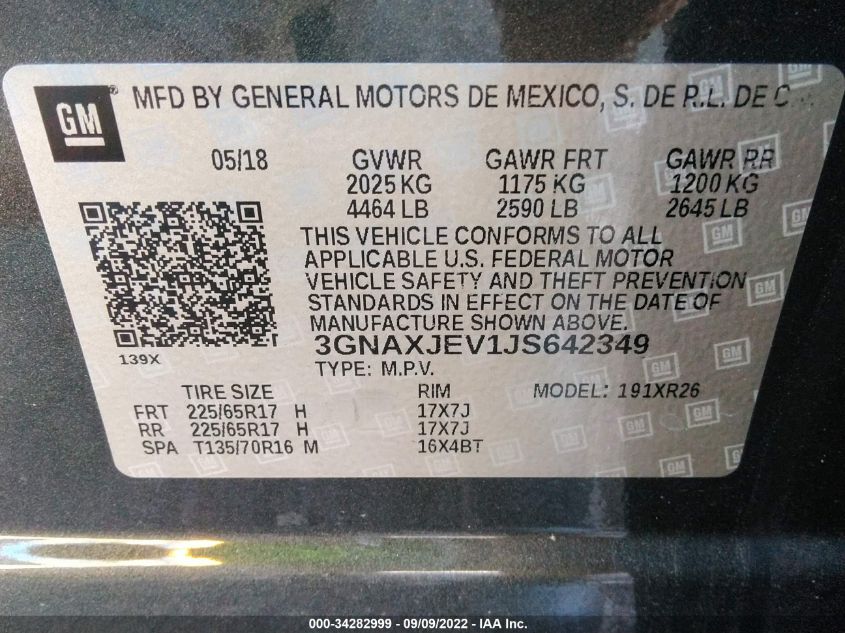 GM ® MFD BY GENERAL MOTORS DE MEXICO, S. DE R.L. DE C
05/18 GVWR GAWR FRT GAWR RR
2025 KG 1175 KG 1200 KG
4464 LB 2590 LB 2645 LB
THIS VEHICLE CONFORMS TO ALL
APPLICABLE U.S. FEDERAL MOTOR
VEHICLE SAFETY AND THEFT PREVENTION
STANDARDS IN EFFECT ON THE DATE OF
MANUFACTURE SHOWN ABOVE.
139X 3GNAXJEV1JS642349
TYPE: M.P.V.
TIRE SIZE RIM MODEL: 191XR26
FRT 225/65R17 H 17X7J
RR 225/65R17 H 17X7J
SPA T135/70R16 M 16X4BT
000-34282999 - 09/09/2022 - © IAA Inc.